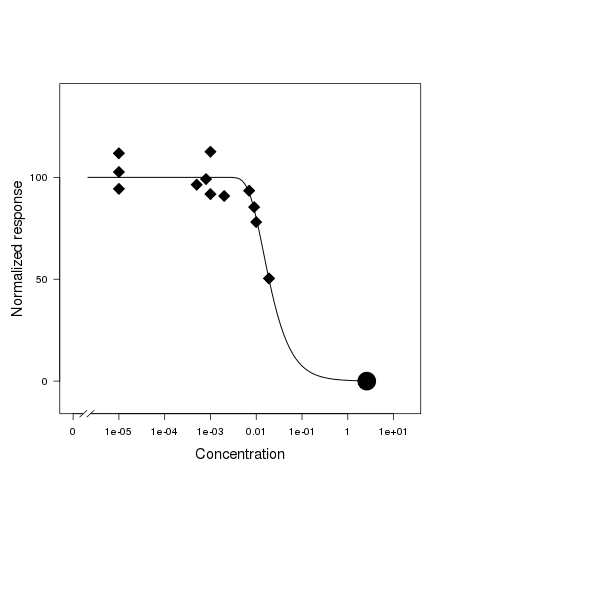 Normalized response
100
50
0
0 1e-05 1e-04 1e-03 0.01 1e-01 1 1e+01
Concentration